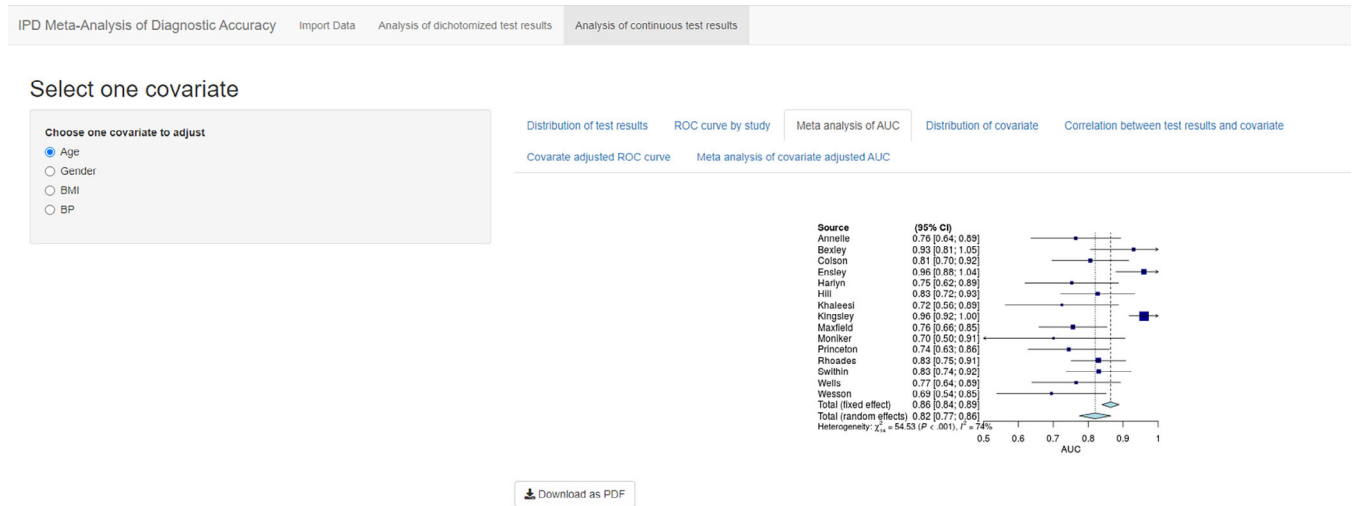 IPD Meta-Analysis of Diagnostic Accuracy Import Data Analysis of dichotomized test results Analysis of continuous test results
Select one covariate
Choose one covariate to adjust
Age
Gender
BMI
BP
Distribution of test results ROC curve by study Meta analysis of AUC Distribution of covariate Correlation between test results and covariate
Covarate adjusted ROC curve Meta analysis of covariate adjusted AUC
Source (95% CI)
Annelle 0.76 [0.64; 0.89]
Bexley 0.93 [0.81; 1.05]
Colson 0.81 [0.70; 0.92]
Ensley 0.96 [0.88; 1.04]
Harlyn 0.75 [0.62; 0.89]
Hill 0.83 [0.72; 0.93]
Khaleesi 0.72 [0.56; 0.89]
Kingsley 0.96 [0.92; 1.00]
Maxfield 0.76 [0.66; 0.85]
Moniker 0.70 [0.50; 0.91]
Princeton 0.74 [0.63; 0.86]
Rhoades 0.83 [0.75; 0.91]
Swithin 0.83 [0.74; 0.92]
Wells 0.77 [0.64; 0.89]
Wesson 0.69 [0.54; 0.85]
Total (fixed effect) 0.86 [0.84; 0.89]
Total (random effects) 0.82 [0.77; 0.86]
Heterogeneity: χ²₁₄ = 54.53 (P < .001), I² = 74%
0.5 0.6 0.7 0.8 0.9 1
AUC
Download as PDF